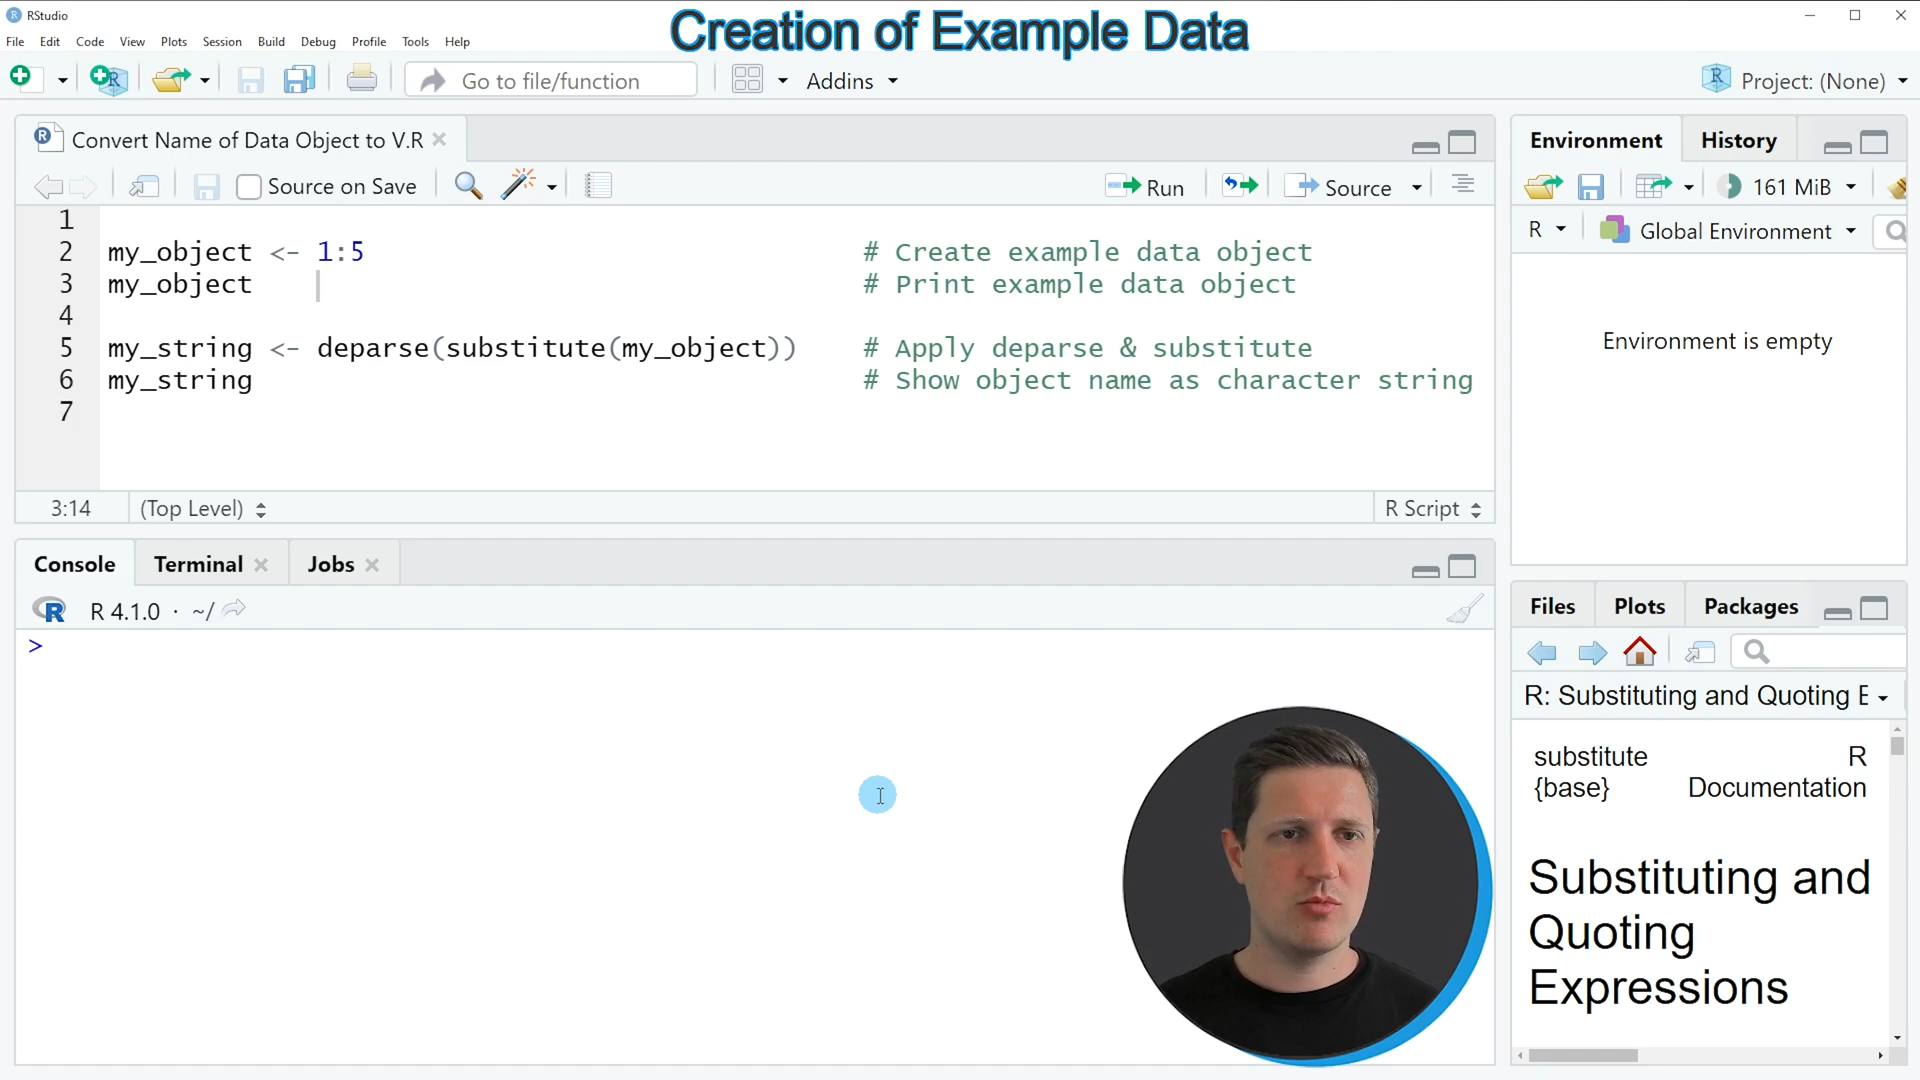 RStudio
Creation of Example Data
File Edit Code View Plots Session Build Debug Profile Tools Help
Go to file/function Addins Project: (None)
Convert Name of Data Object to V.R
Source on Save Run Source
1
2 my_object <- 1:5 # Create example data object
3 my_object # Print example data object
4
5 my_string <- deparse(substitute(my_object)) # Apply deparse & substitute
6 my_string # Show object name as character string
7
3:14 (Top Level) R Script
Console Terminal Jobs
R 4.1.0 · ~/
>
Environment History
161 MiB
R Global Environment
Environment is empty
Files Plots Packages
R: Substituting and Quoting E
substitute R
{base} Documentation
Substituting and
Quoting
Expressions